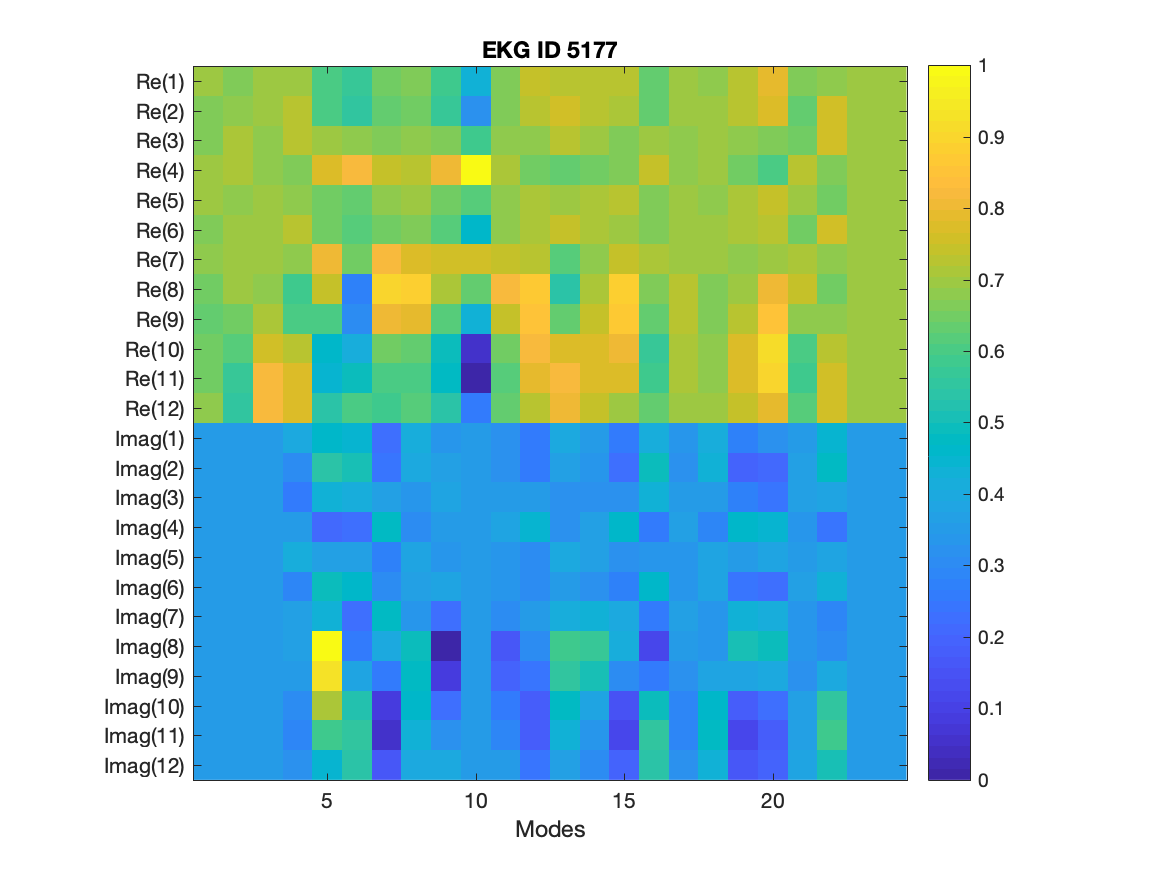 EKG ID 5177
Re(1)
Re(2)
Re(3)
Re(4)
Re(5)
Re(6)
Re(7)
Re(8)
Re(9)
Re(10)
Re(11)
Re(12)
Imag(1)
Imag(2)
Imag(3)
Imag(4)
Imag(5)
Imag(6)
Imag(7)
Imag(8)
Imag(9)
Imag(10)
Imag(11)
Imag(12)
5 10 15 20
Modes
1
0.9
0.8
0.7
0.6
0.5
0.4
0.3
0.2
0.1
0